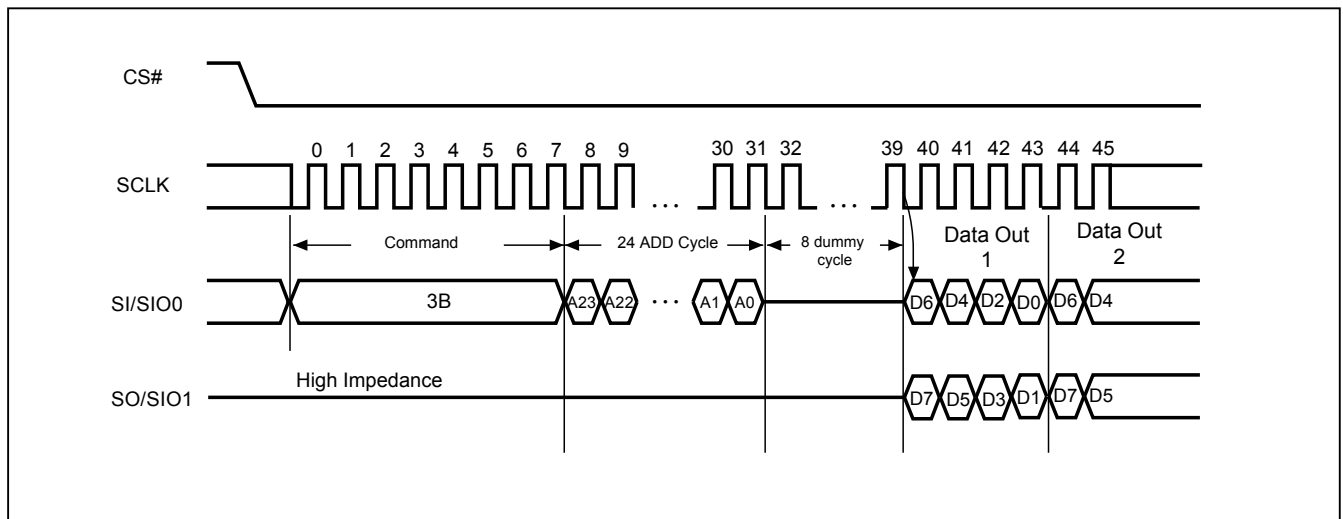 CS#
0 1 2 3 4 5 6 7 8 9 30 31 32 39 40 41 42 43 44 45
SCLK
... ...
Command 24 ADD Cycle 8 dummy cycle Data Out 1 Data Out 2
SI/SIO0 3B A23 A22 ... A1 A0 D6 D4 D2 D0 D6 D4
High Impedance
SO/SIO1 D7 D5 D3 D1 D7 D5